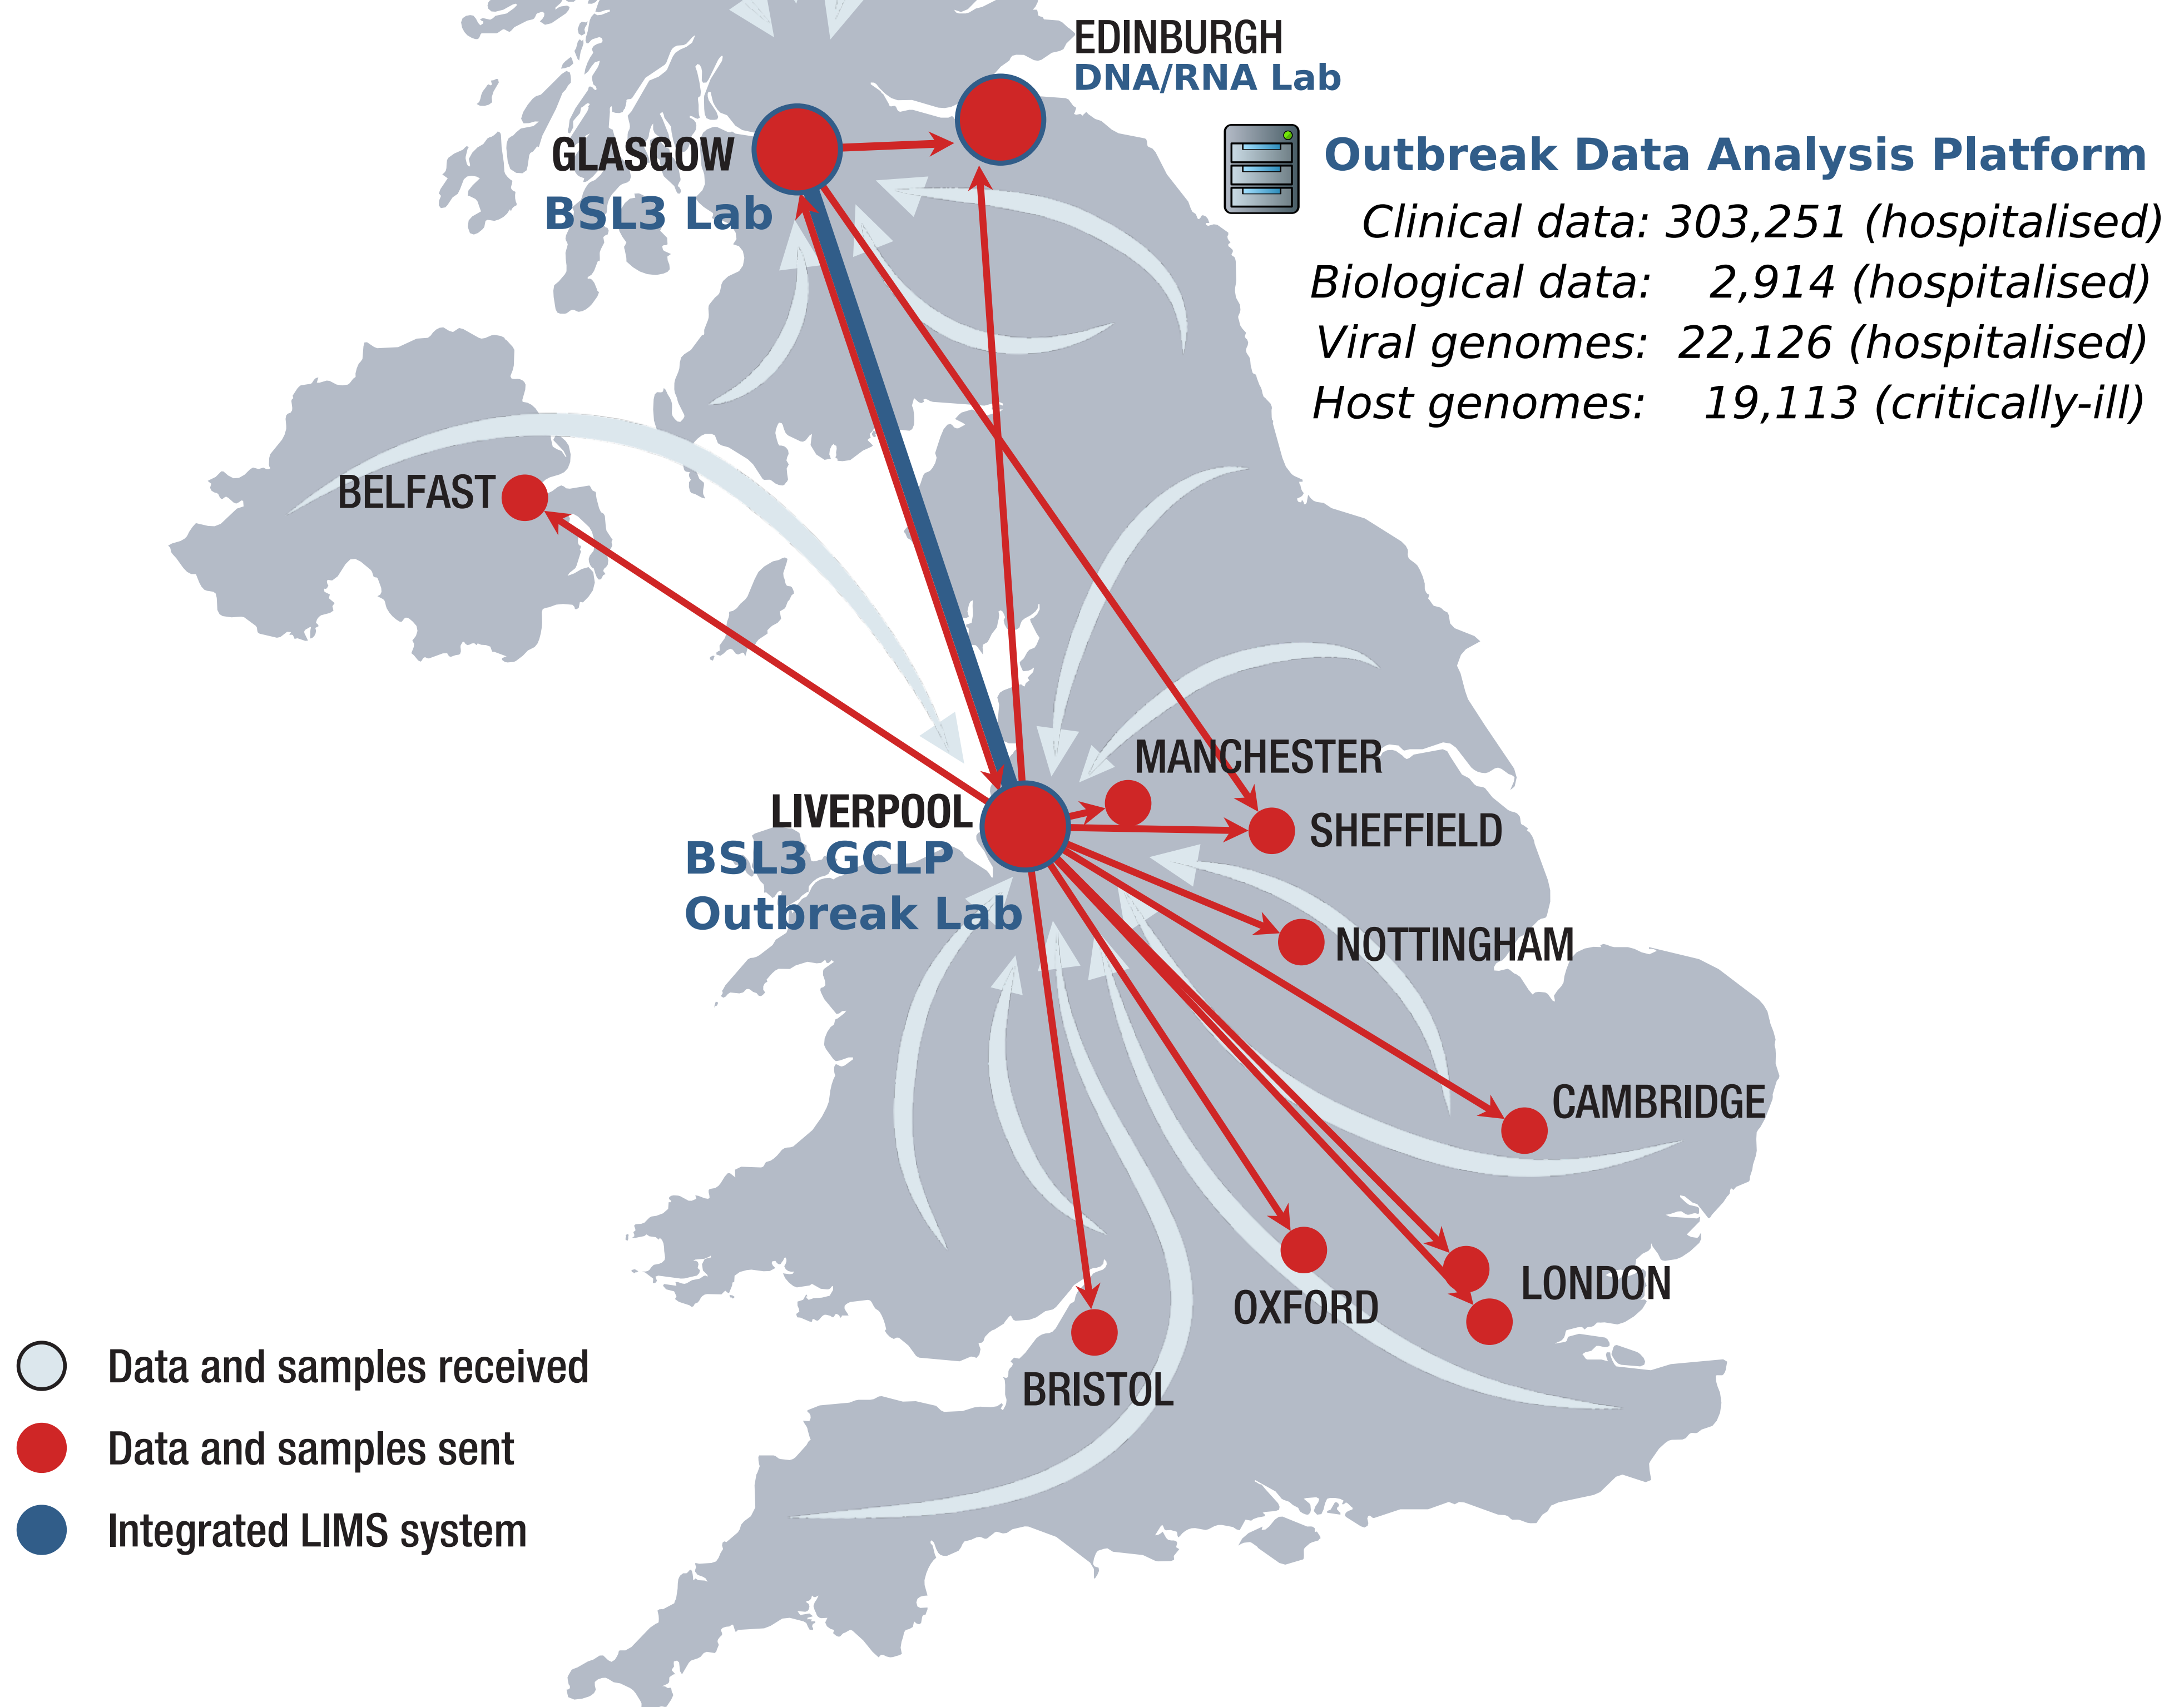 EDINBURGH
DNA/RNA Lab
GLASGOW
BSL3 Lab
Outbreak Data Analysis Platform
Clinical data: 303,251 (hospitalised)
Biological data: 2,914 (hospitalised)
Viral genomes: 22,126 (hospitalised)
Host genomes: 19,113 (critically-ill)
BELFAST
MANCHESTER
LIVERPOOL
BSL3 GCLP
Outbreak Lab
SHEFFIELD
NOTTINGHAM
CAMBRIDGE
LONDON
OXFORD
BRISTOL
Data and samples received
Data and samples sent
Integrated LIMS system